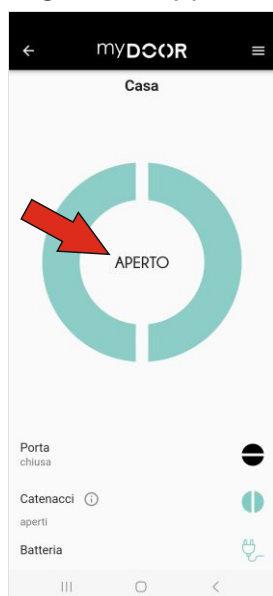 myDOOR
Casa
APERTO
Porta
chiusa
Catenacci
aperti
Batteria